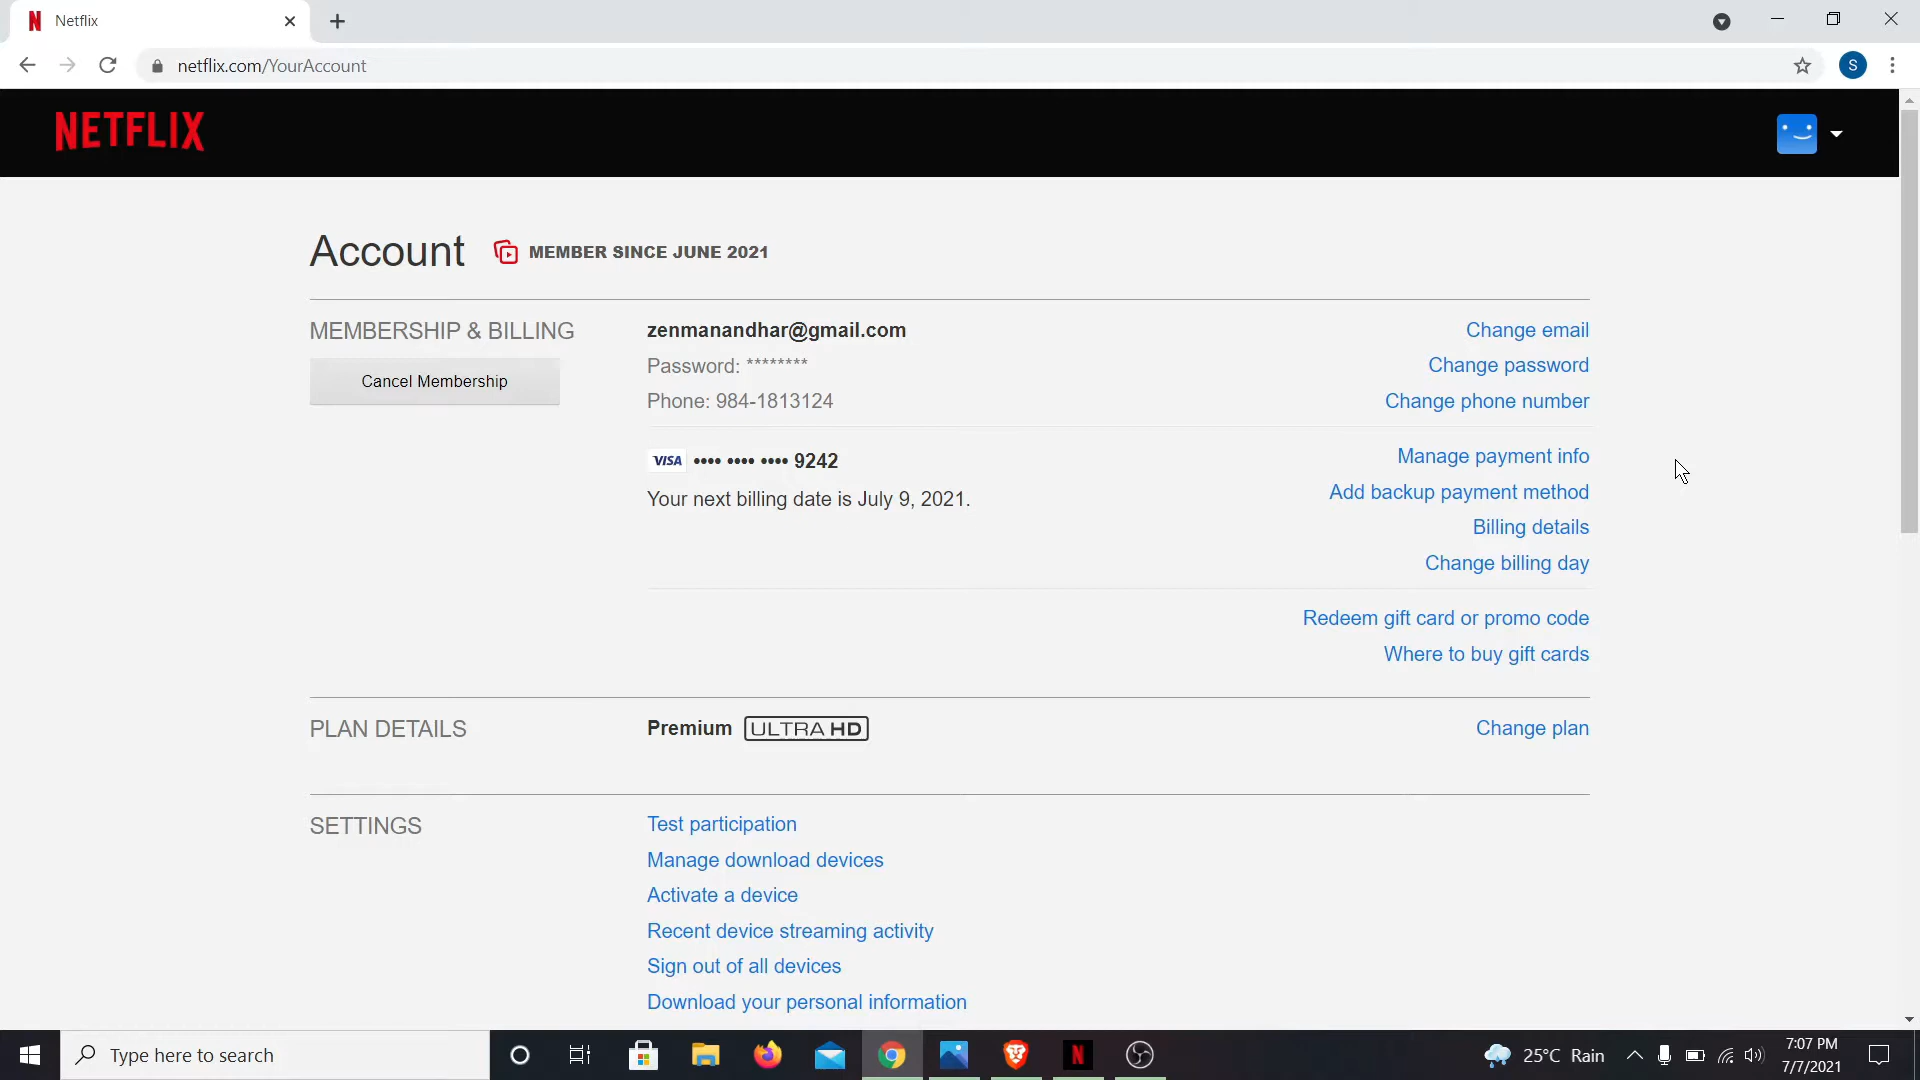 Netflix
netflix.com/YourAccount
S
NETFLIX
Account
MEMBER SINCE JUNE 2021
MEMBERSHIP & BILLING
Cancel Membership
zenmanandhar@gmail.com
Change email
Password: ********
Change password
Phone: 984-1813124
Change phone number
VISA •••• •••• •••• 9242
Manage payment info
Your next billing date is July 9, 2021.
Add backup payment method
Billing details
Change billing day
Redeem gift card or promo code
Where to buy gift cards
PLAN DETAILS
Premium ULTRA HD
Change plan
SETTINGS
Test participation
Manage download devices
Activate a device
Recent device streaming activity
Sign out of all devices
Download your personal information
Type here to search
25°C Rain
7:07 PM
7/7/2021